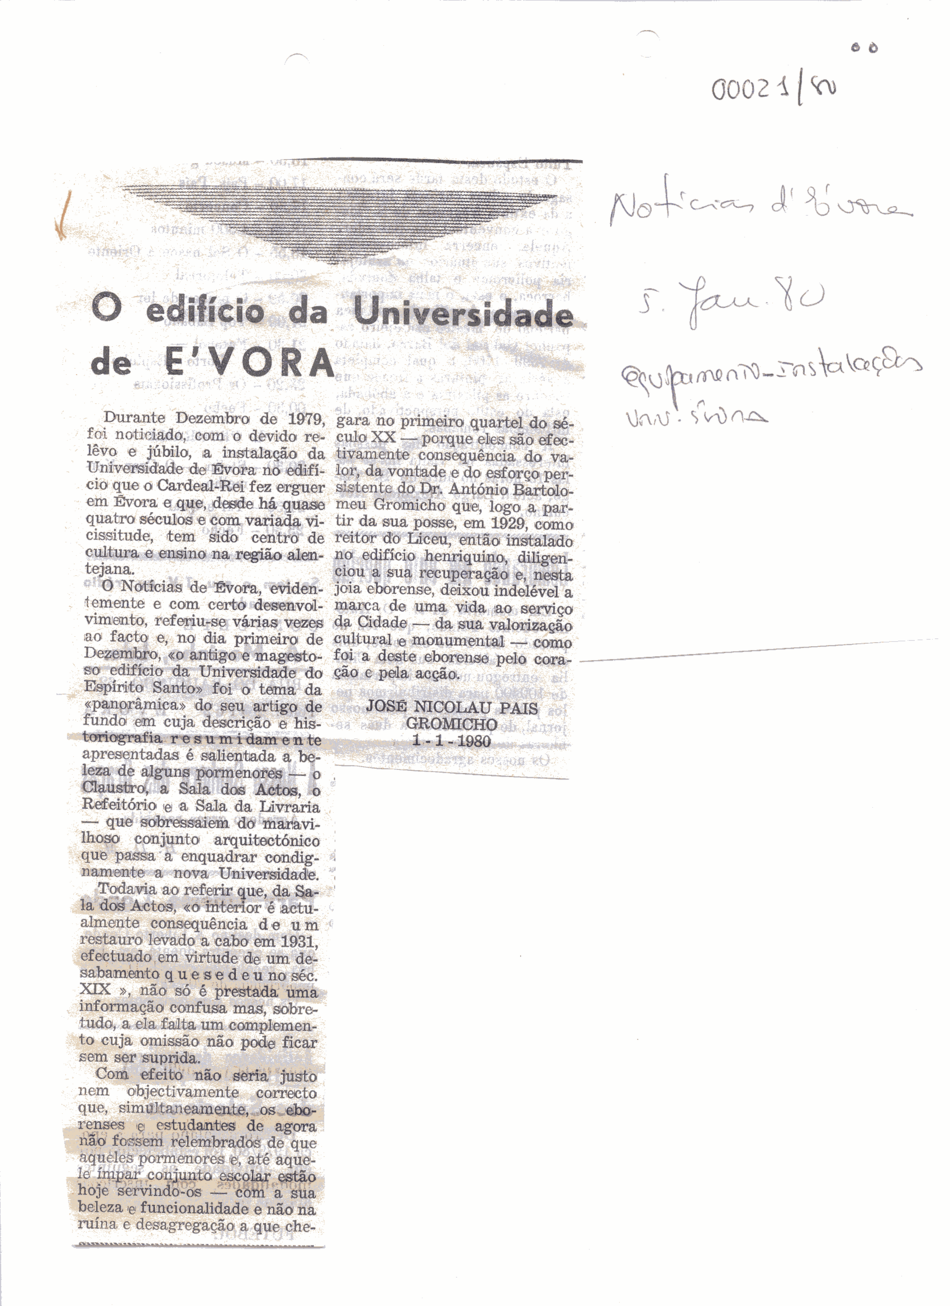 00021/80
Notícias d'Évora
5. Jan. 80
equipamento-instalações
Univ. Évora
O edifício da Universidade
de E'VORA
Durante Dezembro de 1979,
foi noticiado, com o devido re-
lêvo e júbilo, a instalação da
Universidade de Évora no edifí-
cio que o Cardeal-Rei fez erguer
em Évora e que, desde há quase
quatro séculos e com variada vi-
cissitude, tem sido centro de
cultura e ensino na região alen-
tejana.
O Notícias de Évora, eviden-
temente e com certo desenvol-
vimento, referiu-se várias vezes
ao facto e, no dia primeiro de
Dezembro, «o antigo e magesto-
so edifício da Universidade do
Espírito Santo» foi o tema da
«panorâmica» do seu artigo de
fundo em cuja descrição e his-
toriografia resumidamente
apresentadas é salientada a be-
leza de alguns pormenores — o
Claustro, a Sala dos Actos, o
Refeitório e a Sala da Livraria
— que sobressaiem do maravi-
lhoso conjunto arquitectónico
que passa a enquadrar condig-
namente a nova Universidade.
Todavia ao referir que, da Sa-
la dos Actos, «o interior é actu-
almente consequência de um
restauro levado a cabo em 1931,
efectuado em virtude de um de-
sabamento que se deu no séc.
XIX », não só é prestada uma
informação confusa mas, sobre-
tudo, a ela falta um complemen-
to cuja omissão não pode ficar
sem ser suprida.
Com efeito não seria justo
nem objectivamente correcto
que, simultaneamente, os ebo-
renses e estudantes de agora
não fossem relembrados de que
aqueles pormenores e, até aque-
le ímpar conjunto escolar estão
hoje servindo-os — com a sua
beleza e funcionalidade e não na
ruína e desagregação a que che-
gara no primeiro quartel do sé-
culo XX — porque eles são efec-
tivamente consequência do va-
lor, da vontade e do esforço per-
sistente do Dr. António Bartolo-
meu Gromicho que, logo a par-
tir da sua posse, em 1929, como
reitor do Liceu, então instalado
no edifício henriquino, diligen-
ciou a sua recuperação e, nesta
joia eborense, deixou indelével a
marca de uma vida ao serviço
da Cidade — da sua valorização
cultural e monumental — como
foi a deste eborense pelo cora-
ção e pela acção.
JOSÉ NICOLAU PAIS
GROMICHO
1-1-1980